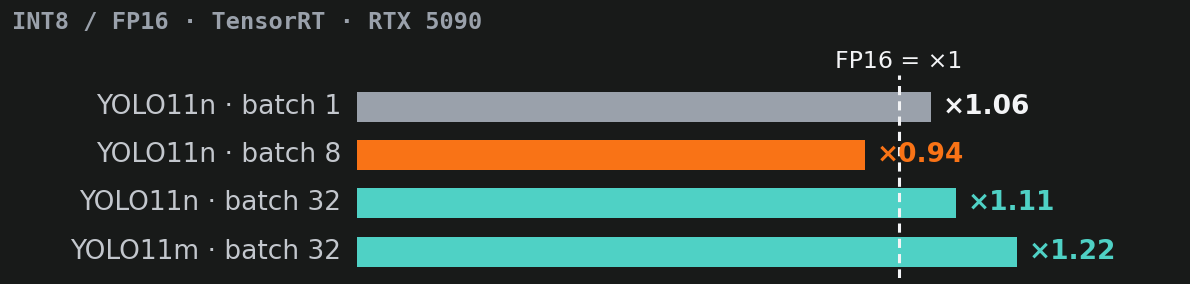 INT8 / FP16 · TensorRT · RTX 5090
FP16 = ×1
YOLO11n · batch 1 ×1.06
YOLO11n · batch 8 ×0.94
YOLO11n · batch 32 ×1.11
YOLO11m · batch 32 ×1.22